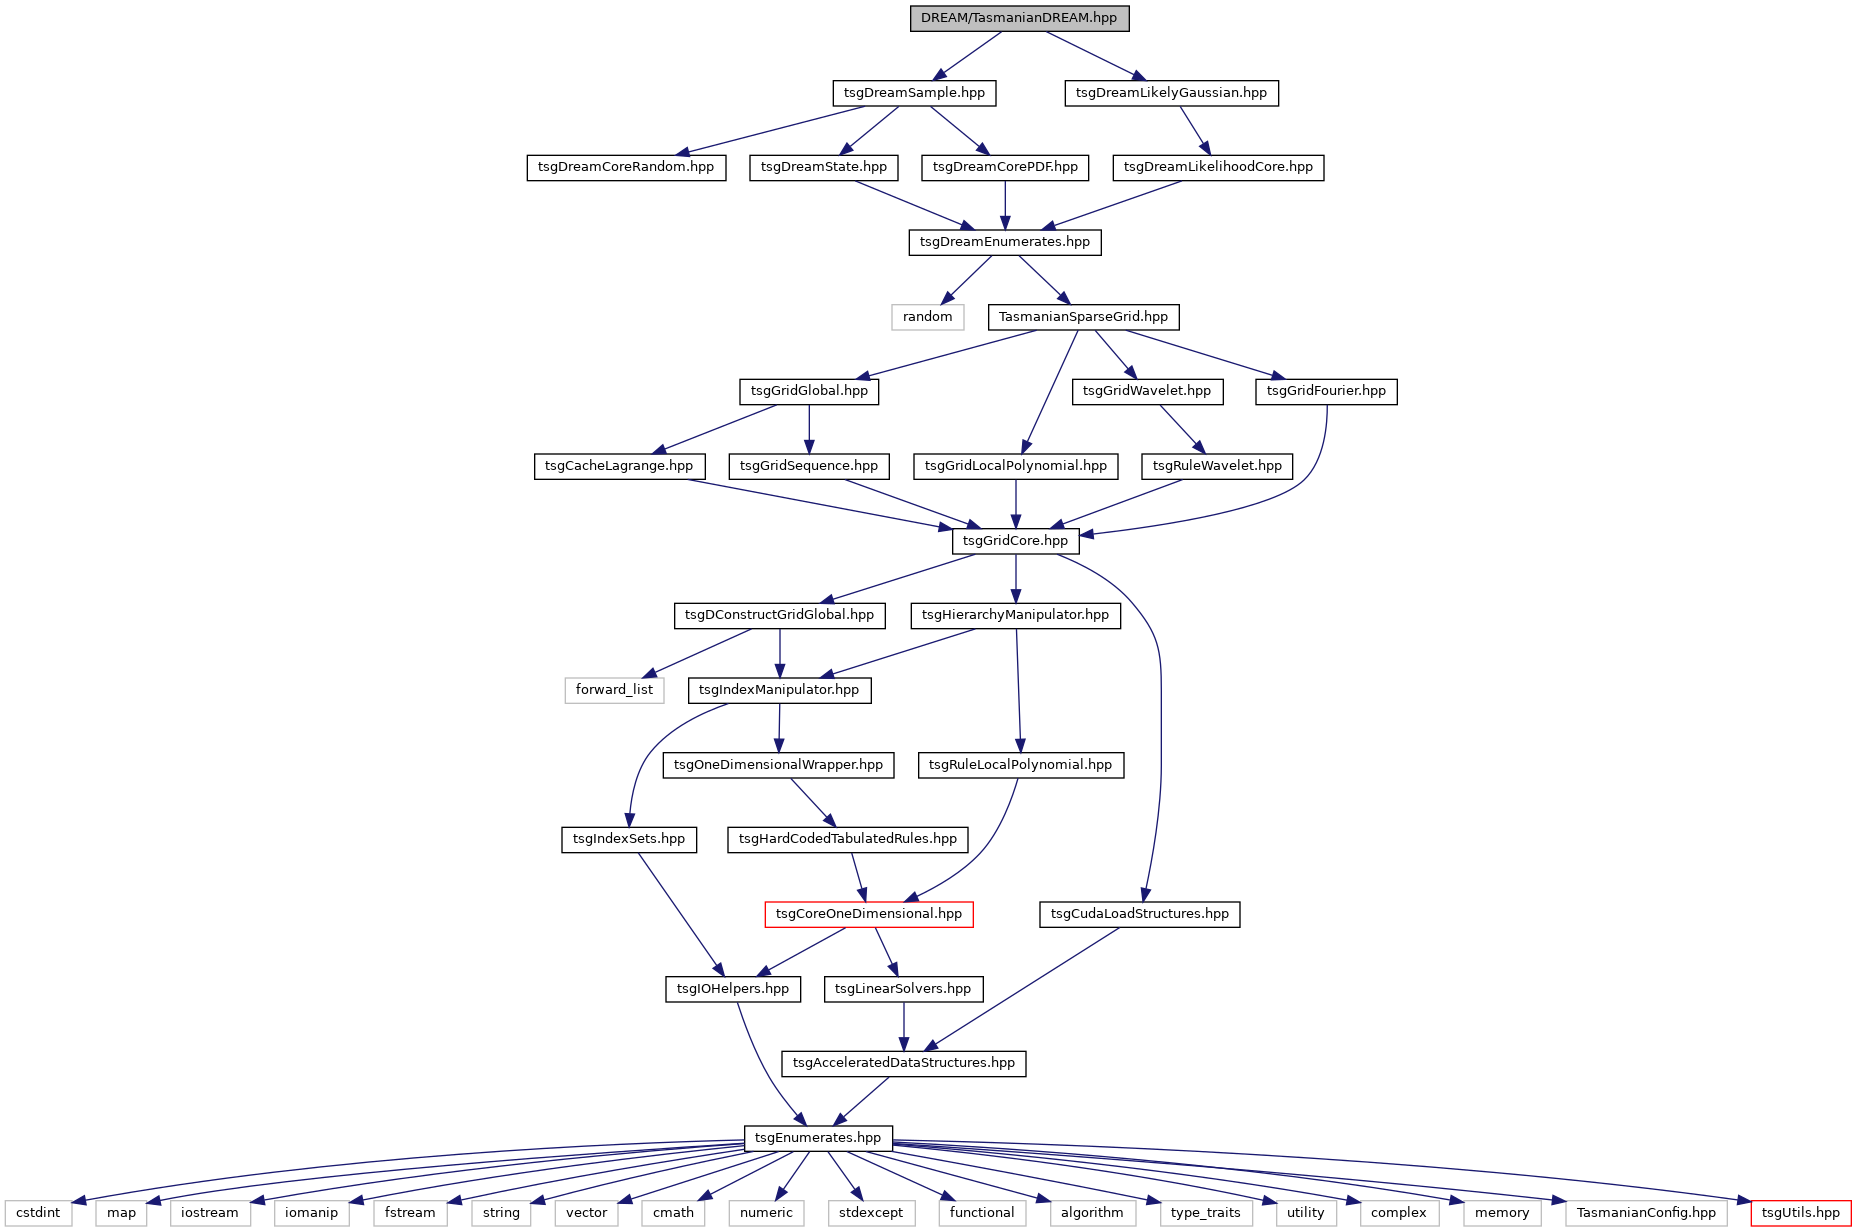 DREAM/TasmanianDREAM.hpp
tsgDreamSample.hpp
tsgDreamLikelyGaussian.hpp
tsgDreamCoreRandom.hpp
tsgDreamState.hpp
tsgDreamCorePDF.hpp
tsgDreamLikelihoodCore.hpp
tsgDreamEnumerates.hpp
random
TasmanianSparseGrid.hpp
tsgGridGlobal.hpp
tsgGridWavelet.hpp
tsgGridFourier.hpp
tsgCacheLagrange.hpp
tsgGridSequence.hpp
tsgGridLocalPolynomial.hpp
tsgRuleWavelet.hpp
tsgGridCore.hpp
tsgDConstructGridGlobal.hpp
tsgHierarchyManipulator.hpp
forward_list
tsgIndexManipulator.hpp
tsgOneDimensionalWrapper.hpp
tsgRuleLocalPolynomial.hpp
tsgIndexSets.hpp
tsgHardCodedTabulatedRules.hpp
tsgCoreOneDimensional.hpp
tsgCudaLoadStructures.hpp
tsgIOHelpers.hpp
tsgLinearSolvers.hpp
tsgAcceleratedDataStructures.hpp
tsgEnumerates.hpp
cstdint
map
iostream
iomanip
fstream
string
vector
cmath
numeric
stdexcept
functional
algorithm
type_traits
utility
complex
memory
TasmanianConfig.hpp
tsgUtils.hpp